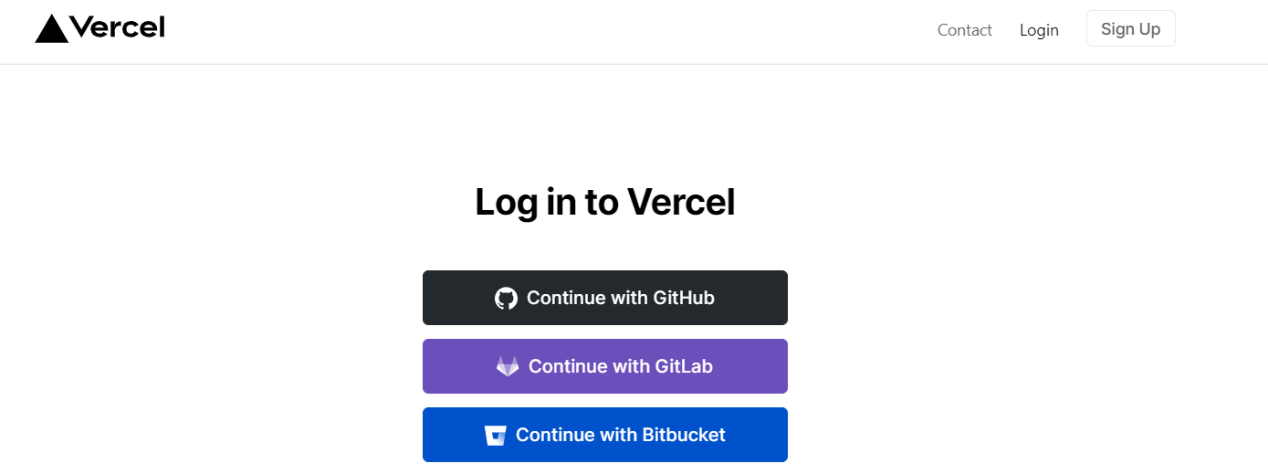 Vercel
Contact Login Sign Up
Log in to Vercel
Continue with GitHub
Continue with GitLab
Continue with Bitbucket